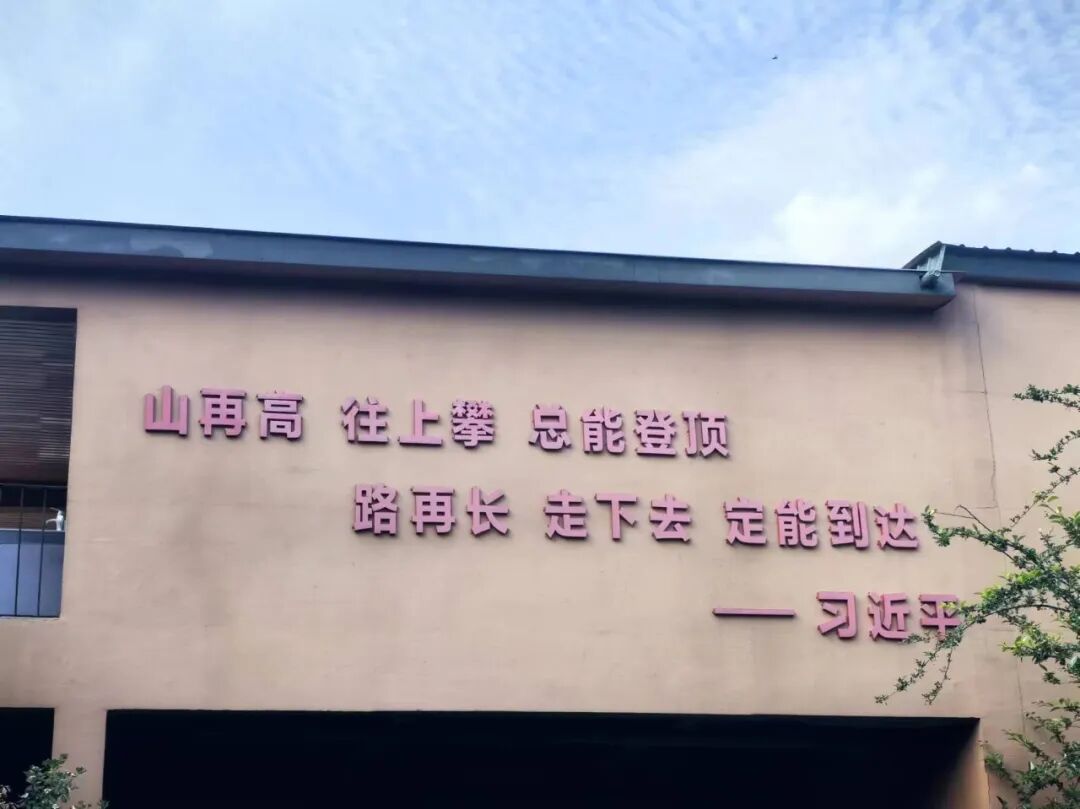 山再高 往上攀 总能登顶
路再长 走下去 定能到达
—— 习近平